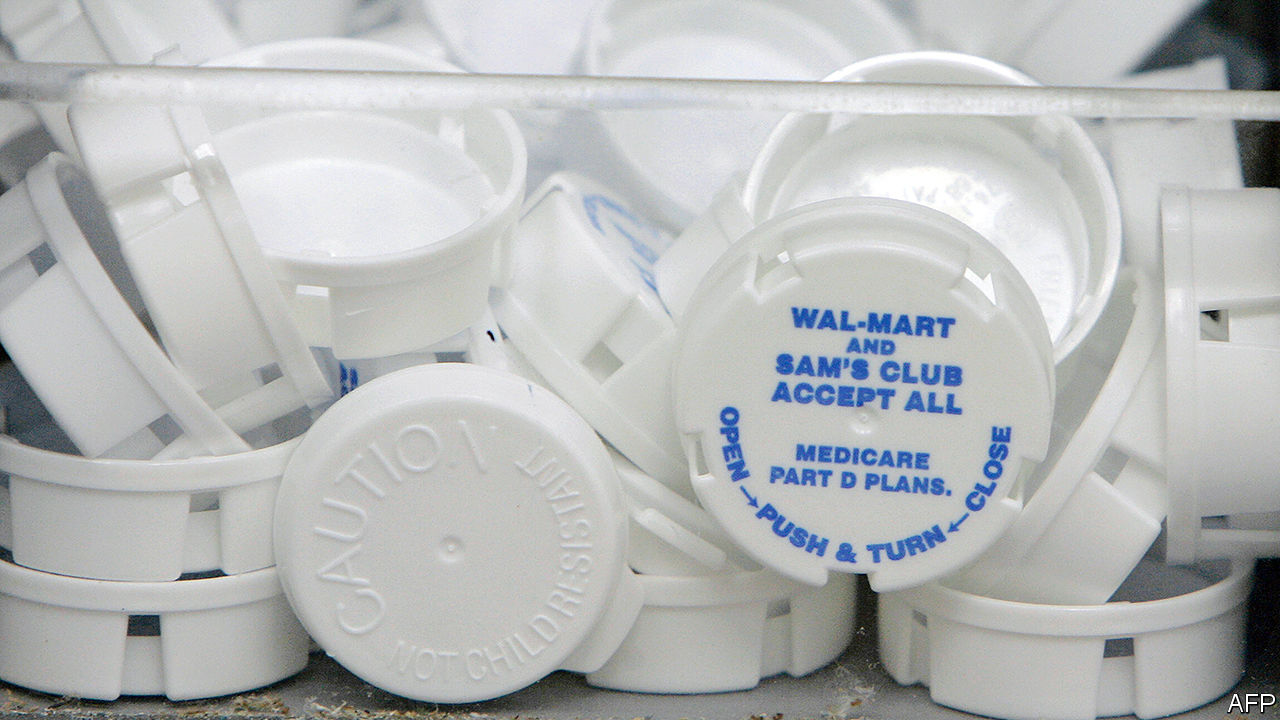 WAL-MART
AND
SAM'S CLUB
ACCEPT ALL
MEDICARE
PART D PLANS.
OPEN→PUSH & TURN←CLOSE
CAUTION
NOT CHILD RESISTANT
AFP